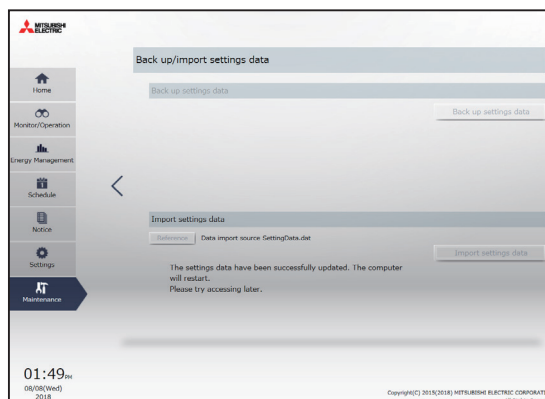 MITSUBISHI
ELECTRIC
Back up/import settings data
Home
Monitor/Operation
Energy Management
Schedule
Notice
Settings
Maintenance
01:49PM
08/08(Wed)
2018
Back up settings data
Back up settings data
Import settings data
Reference
Data import source SettingData.dat
Import settings data
The settings data have been successfully updated. The computer
will restart.
Please try accessing later.
Copyright(C) 2015(2018) MITSUBISHI ELECTRIC CORPORATI